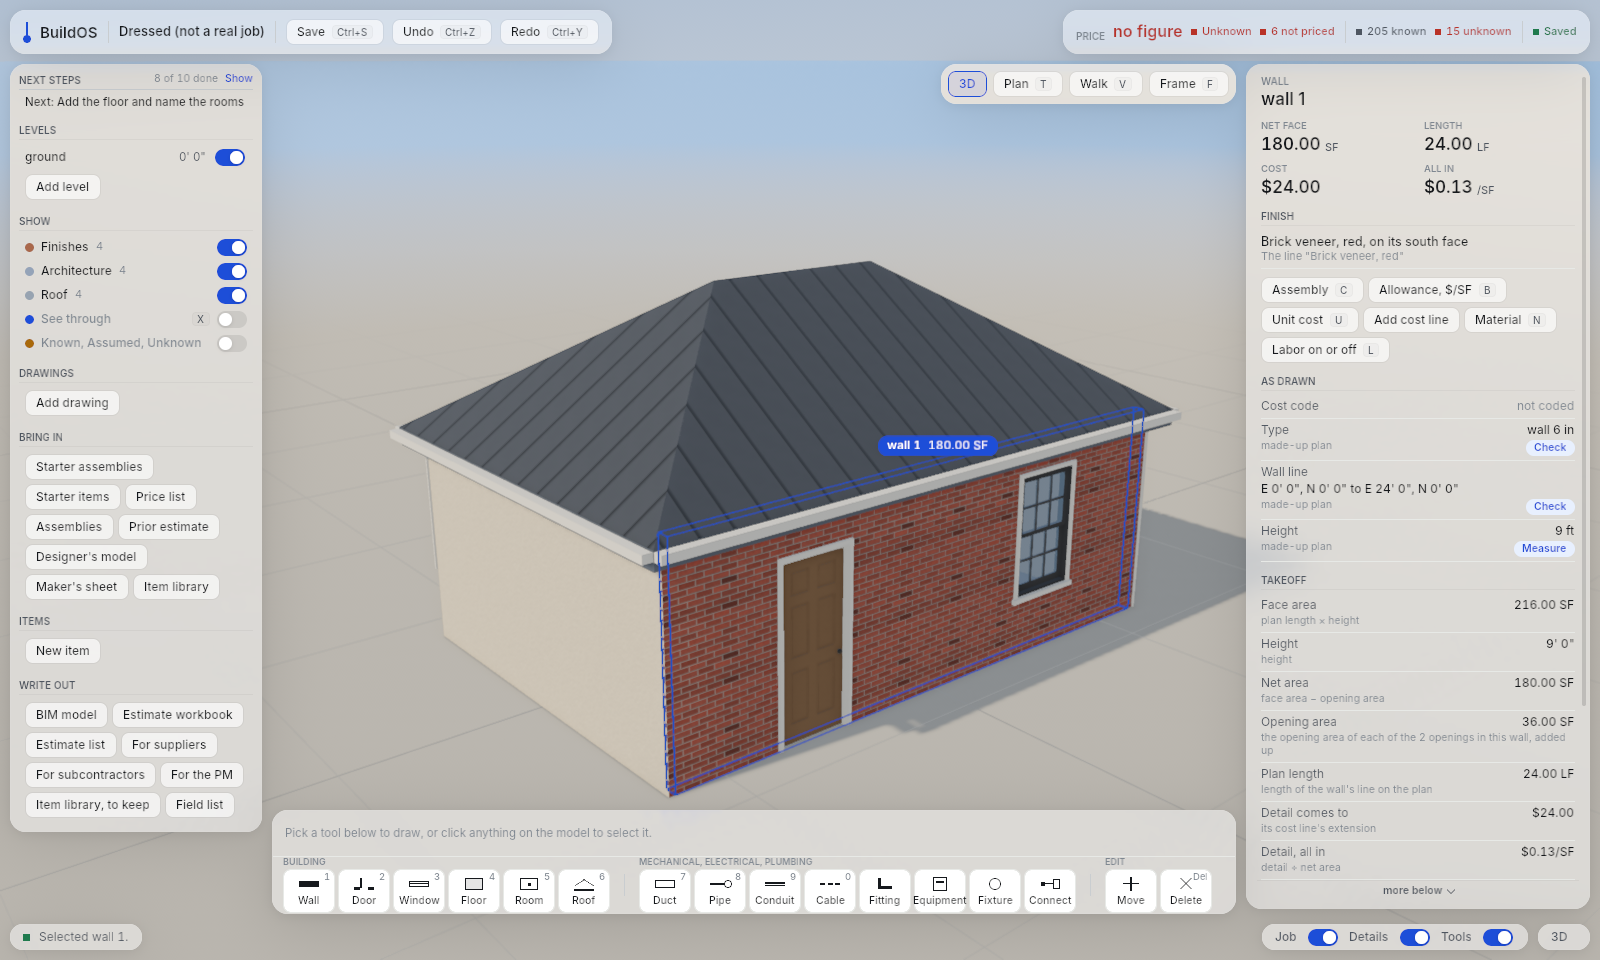 BuildOS
Dressed (not a real job)
Save Ctrl+S
Undo Ctrl+Z
Redo Ctrl+Y
PRICE no figure
Unknown
6 not priced
205 known
15 unknown
Saved
NEXT STEPS 8 of 10 done Show
Next: Add the floor and name the rooms
LEVELS
ground 0' 0"
Add level
SHOW
Finishes 4
Architecture 4
Roof 4
See through X
Known, Assumed, Unknown
DRAWINGS
Add drawing
BRING IN
Starter assemblies
Starter items Price list
Assemblies Prior estimate
Designer's model
Maker's sheet Item library
ITEMS
New item
WRITE OUT
BIM model Estimate workbook
Estimate list For suppliers
For subcontractors For the PM
Item library, to keep Field list
Selected wall 1.
3D
Plan T
Walk V
Frame F
wall 1 180.00 SF
Pick a tool below to draw, or click anything on the model to select it.
BUILDING
1 2 3 4 5 6
Wall Door Window Floor Room Roof
MECHANICAL, ELECTRICAL, PLUMBING
7 8 9 0
Duct Pipe Conduit Cable Fitting Equipment Fixture Connect
EDIT
Del
Move Delete
WALL
wall 1
NET FACE LENGTH
180.00 SF 24.00 LF
COST ALL IN
$24.00 $0.13 /SF
FINISH
Brick veneer, red, on its south face
The line "Brick veneer, red"
Assembly C Allowance, $/SF B
Unit cost U Add cost line Material N
Labor on or off L
AS DRAWN
Cost code not coded
Type wall 6 in
made-up plan Check
Wall line
E 0' 0", N 0' 0" to E 24' 0", N 0' 0"
made-up plan Check
Height 9 ft
made-up plan Measure
TAKEOFF
Face area 216.00 SF
plan length × height
Height 9' 0"
height
Net area 180.00 SF
face area − opening area
Opening area 36.00 SF
the opening area of each of the 2 openings in this wall, added
up
Plan length 24.00 LF
length of the wall's line on the plan
Detail comes to $24.00
its cost line's extension
Detail, all in $0.13/SF
detail ÷ net area
more below
Job Details Tools 3D